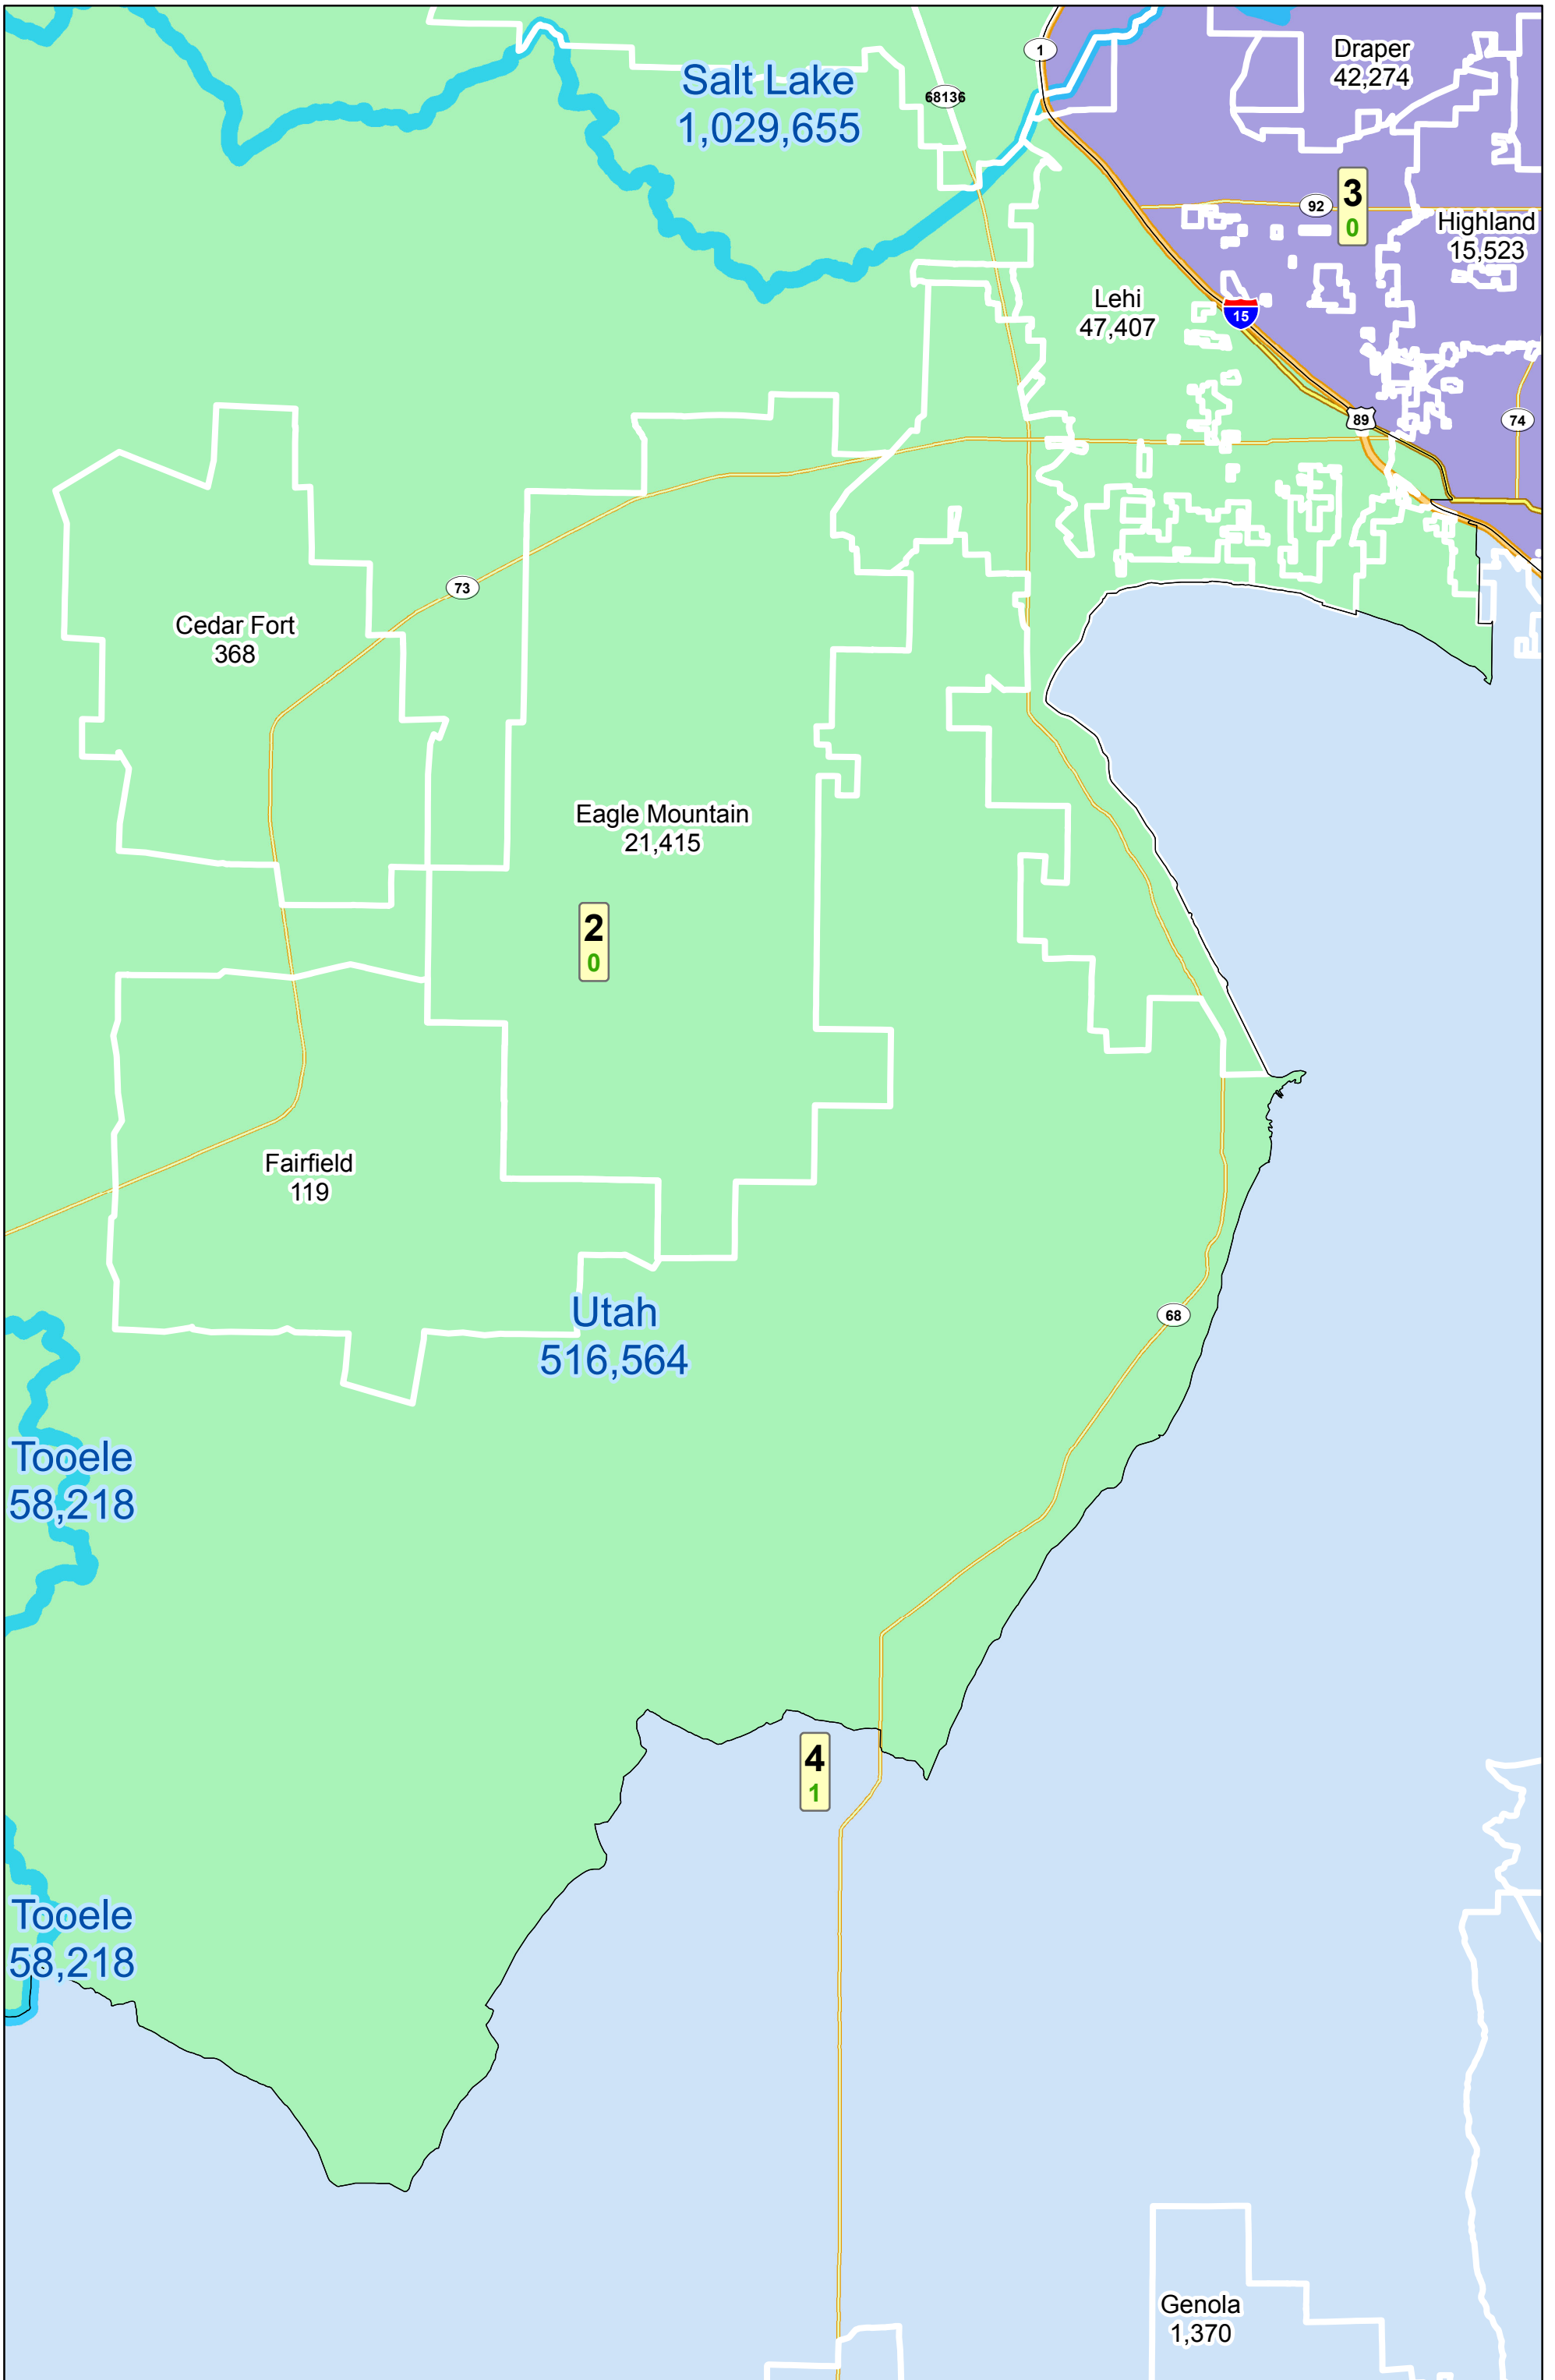 1
Draper
42,274
Salt Lake
1,029,655
68136
3
0
92
Highland
15,523
Lehi
47,407
15
89
74
73
Cedar Fort
368
Eagle Mountain
21,415
2
0
Fairfield
119
Utah
516,564
68
Tooele
58,218
4
1
Tooele
58,218
Genola
1,370